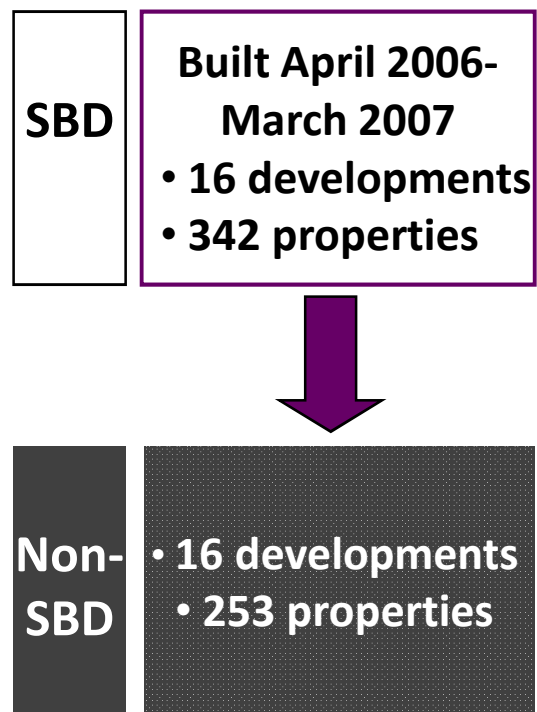 SBD
Built April 2006-
March 2007
• 16 developments
• 342 properties
Non-
SBD
• 16 developments
• 253 properties